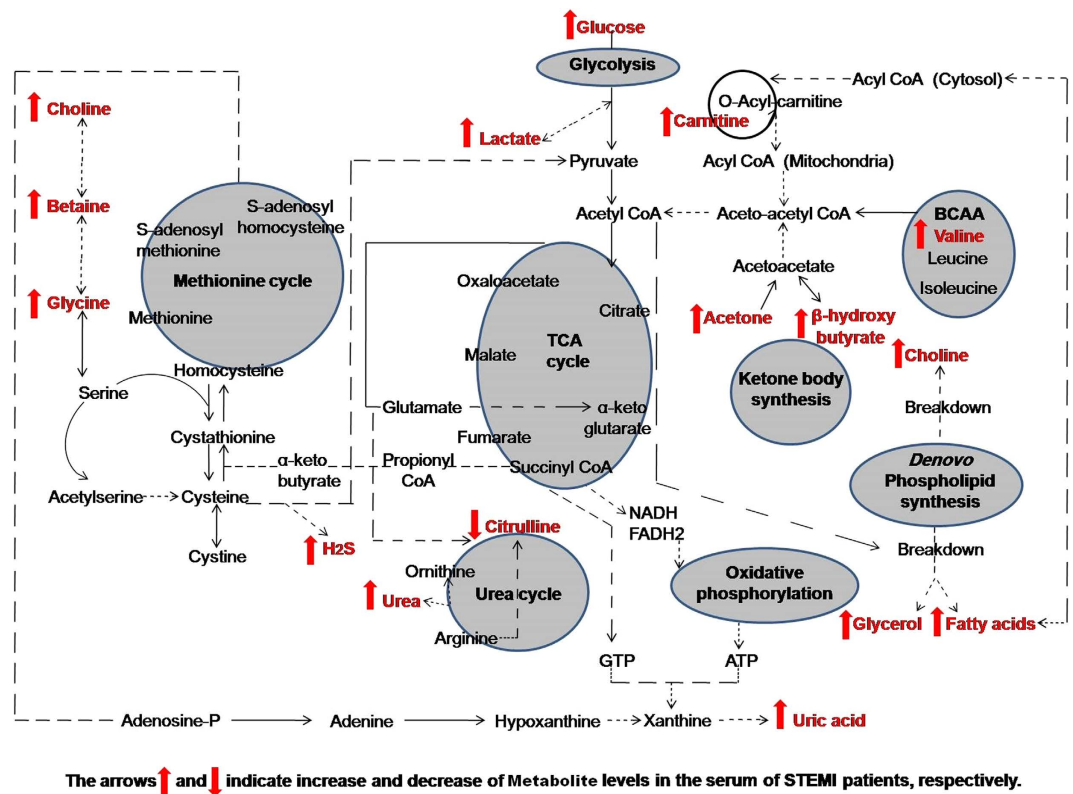 Glucose
Glycolysis
Acyl CoA (Cytosol)
Choline
O-Acyl-carnitine
Carnitine
Lactate
Pyruvate
Acyl CoA (Mitochondria)
Betaine
S-adenosyl
homocysteine
S-adenosyl
methionine
Methionine cycle
Acetyl CoA
Aceto-acetyl CoA
BCAA
Valine
Leucine
Isoleucine
Acetoacetate
Glycine
Methionine
Homocysteine
Oxaloacetate
Citrate
TCA
cycle
Malate
Acetone
β-hydroxy
butyrate
Choline
Ketone body
synthesis
Serine
Glutamate
α-keto
glutarate
Breakdown
Cystathionine
Fumarate
α-keto
butyrate
Propionyl
CoA
Succinyl CoA
Denovo
Phospholipid
synthesis
Acetylserine
Cysteine
NADH
FADH2
Citrulline
H2S
Cystine
Breakdown
Ornithine
Urea
Urea cycle
Arginine
Oxidative
phosphorylation
Glycerol
Fatty acids
GTP
ATP
Adenosine-P
Adenine
Hypoxanthine
Xanthine
Uric acid
The arrows and indicate increase and decrease of Metabolite levels in the serum of STEMI patients, respectively.